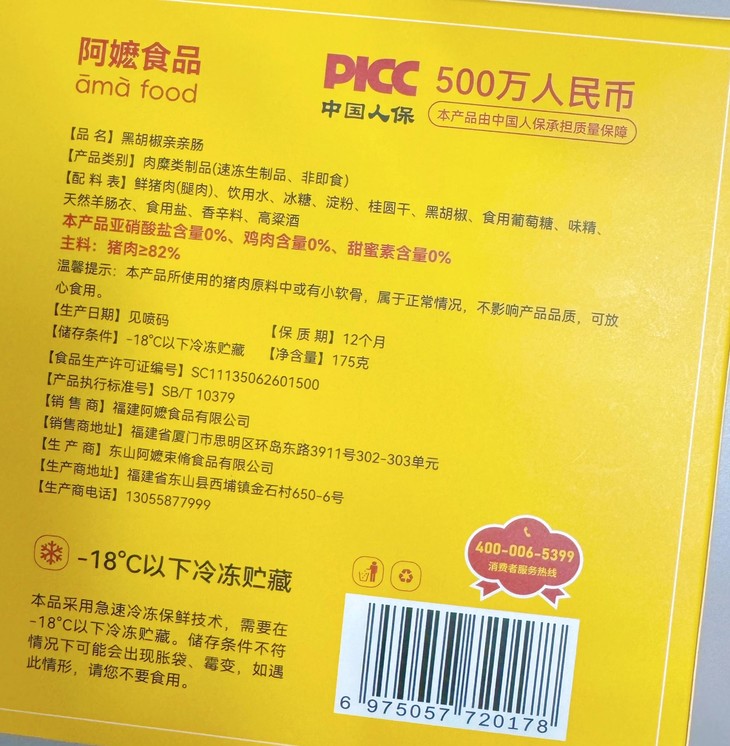 阿嬷食品
āmà food
PICC
中国人保
500万人民币
本产品由中国人保承担质量保障
【品 名】黑胡椒亲亲肠
【产品类别】肉糜类制品(速冻生制品、非即食)
【配 料 表】鲜猪肉(腿肉)、饮用水、冰糖、淀粉、桂圆干、黑胡椒、食用葡萄糖、味精、
天然羊肠衣、食用盐、香辛料、高粱酒
本产品亚硝酸盐含量0%、鸡肉含量0%、甜蜜素含量0%
主料：猪肉≥82%
温馨提示：本产品所使用的猪肉原料中或有小软骨，属于正常情况，不影响产品品质，可放
心食用。
【生产日期】见喷码
【保 质 期】12个月
【储存条件】-18℃以下冷冻贮藏
【净含量】175克
【食品生产许可证编号】SC11135062601500
【产品执行标准号】SB/T 10379
【销 售 商】福建阿嬷食品有限公司
【销售商地址】福建省厦门市思明区环岛东路3911号302-303单元
【生 产 商】东山阿嬷束脩食品有限公司
【生产商地址】福建省东山县西埔镇金石村650-6号
【生产商电话】13055877999
-18℃以下冷冻贮藏
本品采用急速冷冻保鲜技术，需要在
-18℃以下冷冻贮藏。储存条件不符
情况下可能会出现胀袋、霉变，如遇
此情形，请您不要食用。
400-006-5399
消费者服务热线
6 975057 720178